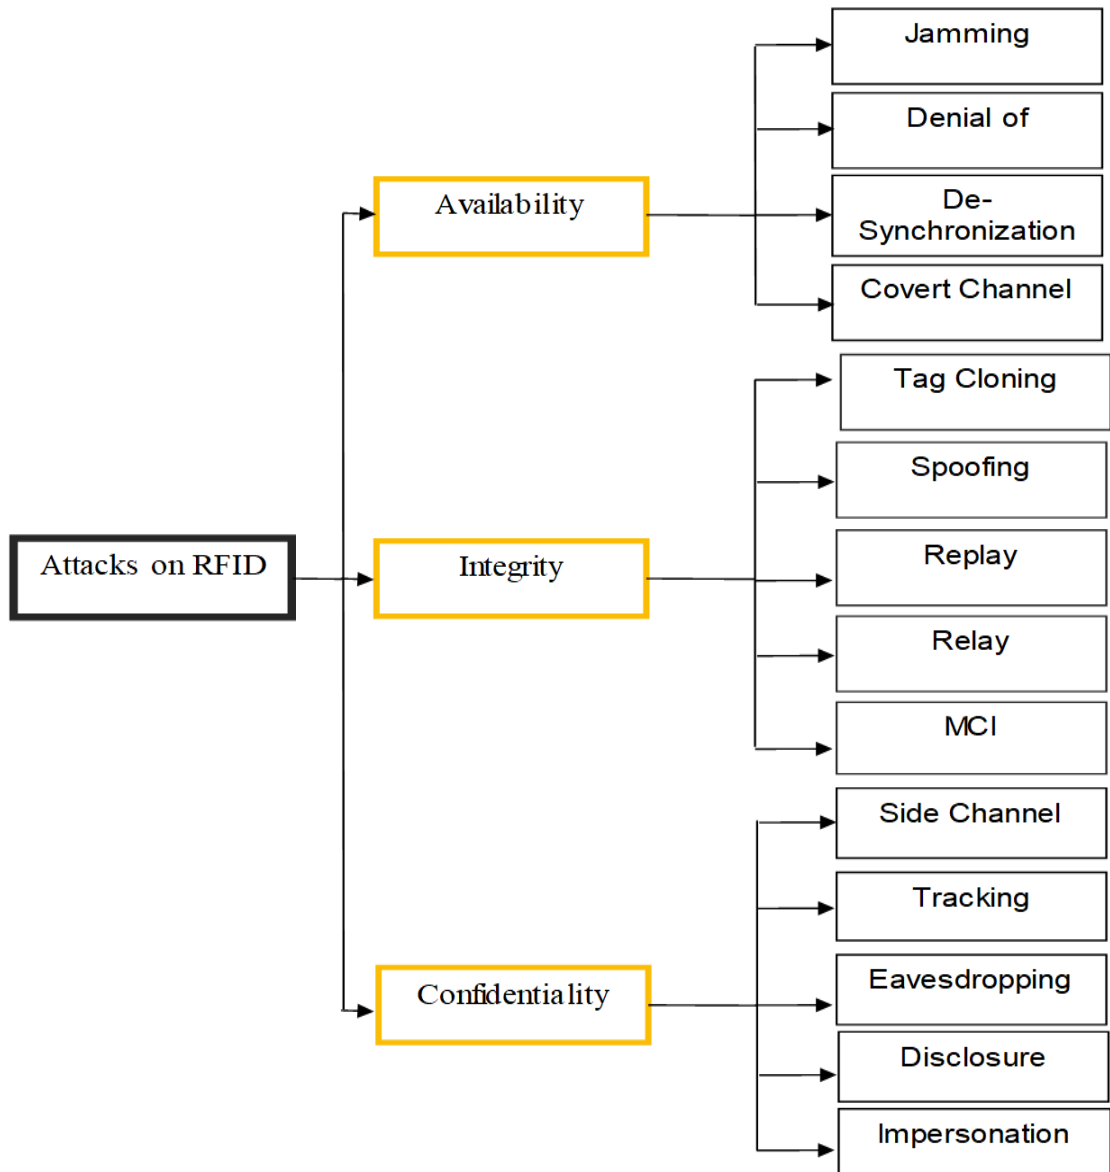 Jamming
Denial of
Availability
De-
Synchronization
Covert Channel
Tag Cloning
Spoofing
Attacks on RFID
Integrity
Replay
Relay
MCI
Side Channel
Tracking
Confidentiality
Eavesdropping
Disclosure
Impersonation